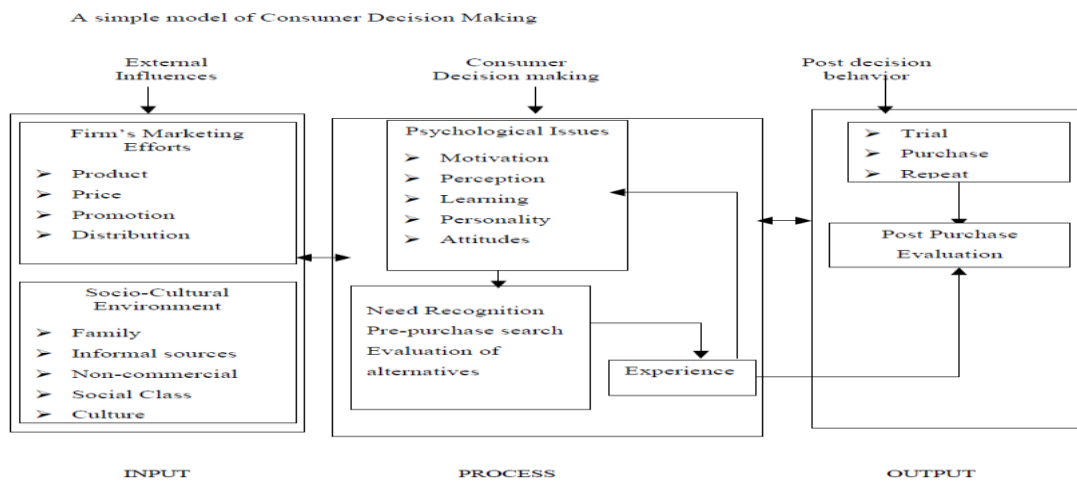 A simple model of Consumer Decision Making
External
Influences
Consumer
Decision making
Post decision
behavior
Firm's Marketing
Efforts
➢ Product
➢ Price
➢ Promotion
➢ Distribution
Socio-Cultural
Environment
➢ Family
➢ Informal sources
➢ Non-commercial
➢ Social Class
➢ Culture
Psychological Issues
➢ Motivation
➢ Perception
➢ Learning
➢ Personality
➢ Attitudes
Need Recognition
Pre-purchase search
Evaluation of
alternatives
Experience
➢ Trial
➢ Purchase
➢ Repeat
Post Purchase
Evaluation
INPUT
PROCESS
OUTPUT